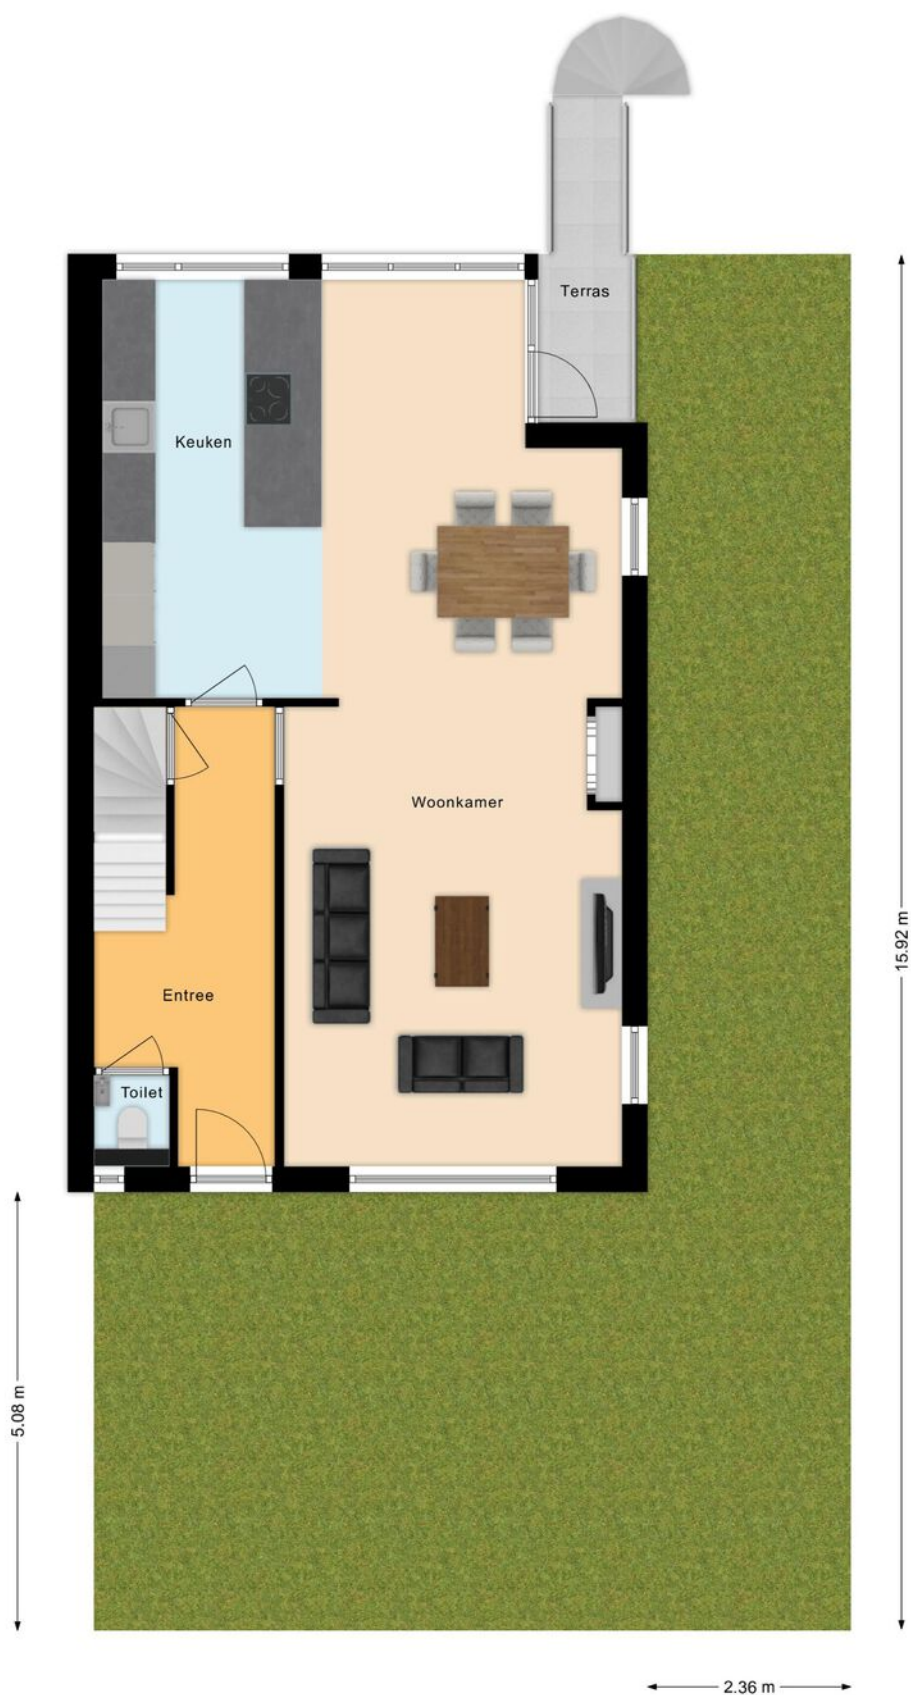 Terras
Keuken
Woonkamer
15.92 m
Entree
Toilet
5.08 m
2.36 m